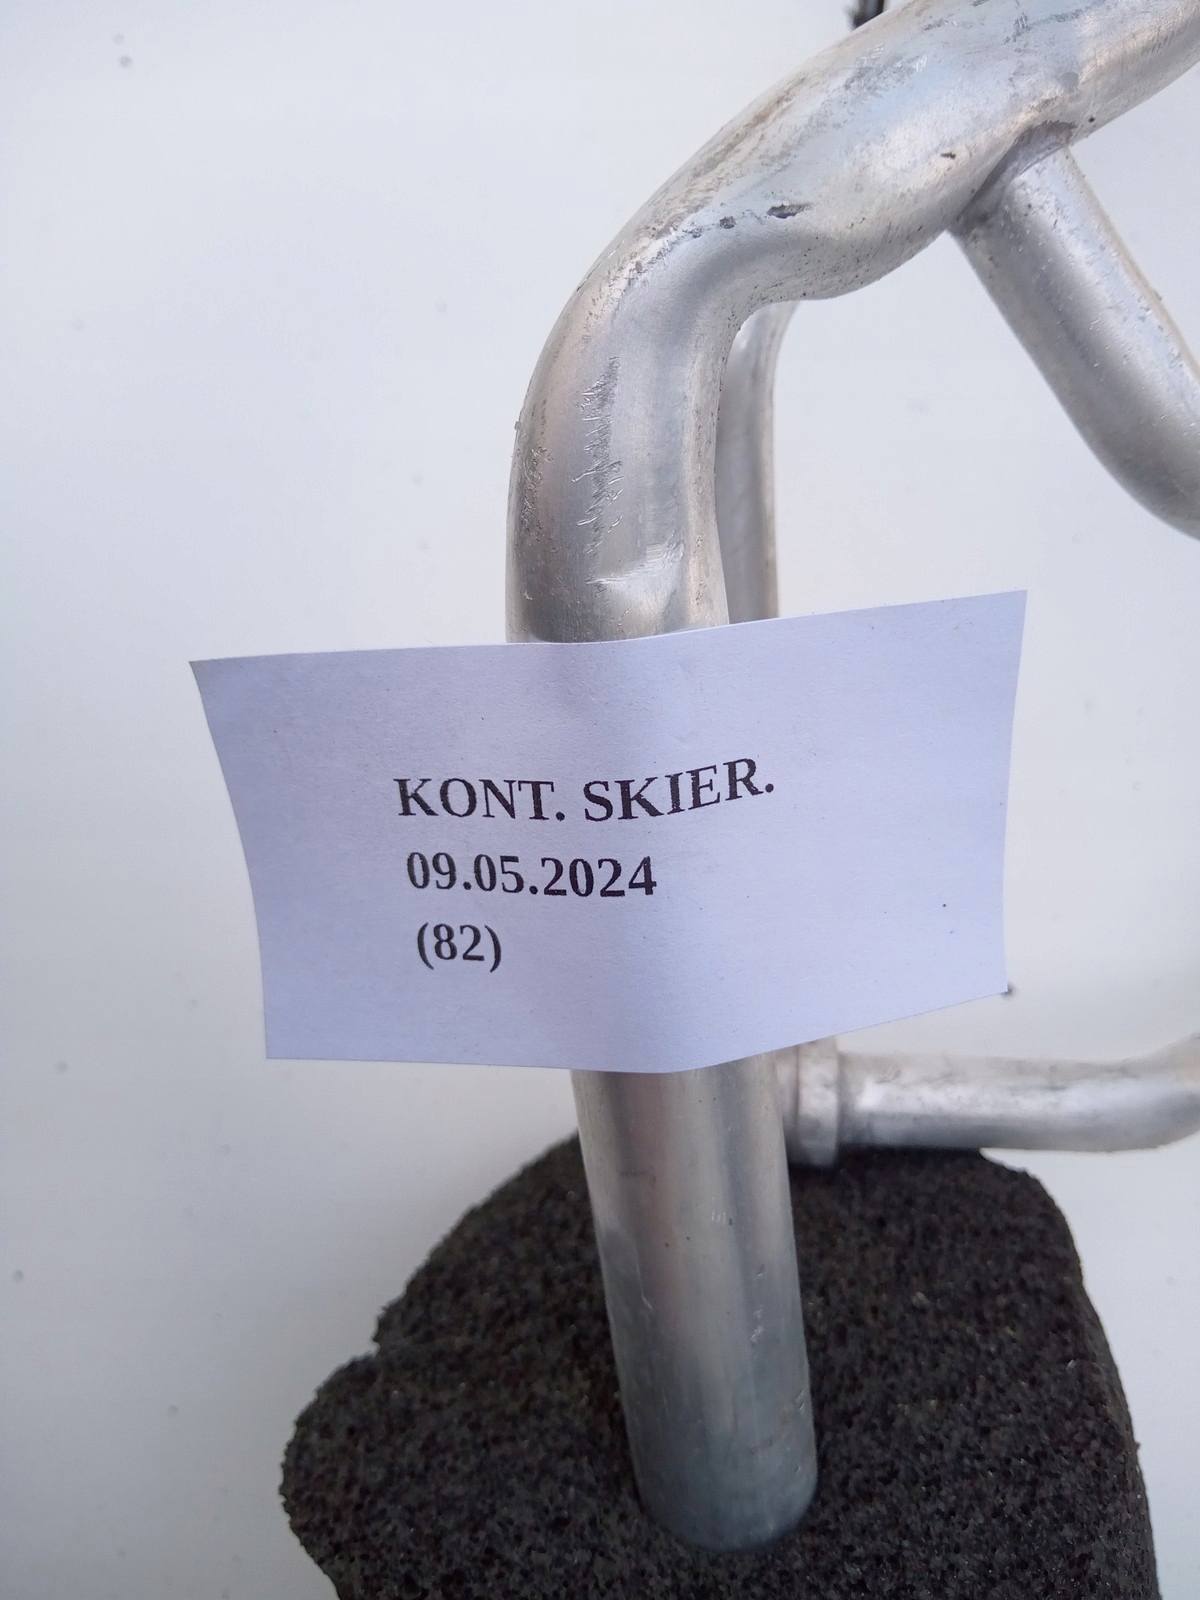 KONT. SKIER.
09.05.2024
(82)